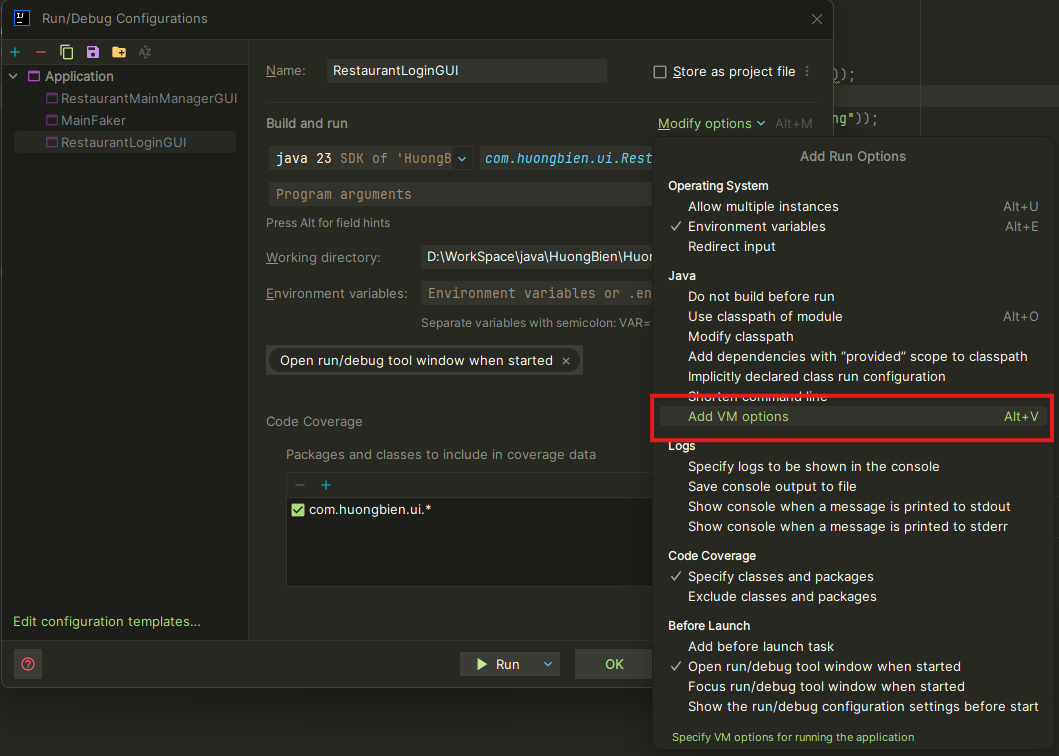 Run/Debug Configurations
Application
RestaurantMainManagerGUI
MainFaker
RestaurantLoginGUI
Edit configuration templates...
Name: RestaurantLoginGUI
Store as project file
Build and run
Modify options Alt+M
java 23 SDK of 'HuongB
com.huongbien.ui.Rest
Program arguments
Press Alt for field hints
Working directory: D:\WorkSpace\java\HuongBien\Huon
Environment variables: Environment variables or .en
Separate variables with semicolon: VAR=
Open run/debug tool window when started
Code Coverage
Packages and classes to include in coverage data
com.huongbien.ui.*
Run
OK
));
ng"));
Add Run Options
Operating System
Allow multiple instances Alt+U
Environment variables Alt+E
Redirect input
Java
Do not build before run
Use classpath of module Alt+O
Modify classpath
Add dependencies with “provided” scope to classpath
Implicitly declared class run configuration
Shorten command line
Add VM options Alt+V
Logs
Specify logs to be shown in the console
Save console output to file
Show console when a message is printed to stdout
Show console when a message is printed to stderr
Code Coverage
Specify classes and packages
Exclude classes and packages
Before Launch
Add before launch task
Open run/debug tool window when started
Focus run/debug tool window when started
Show the run/debug configuration settings before start
Specify VM options for running the application